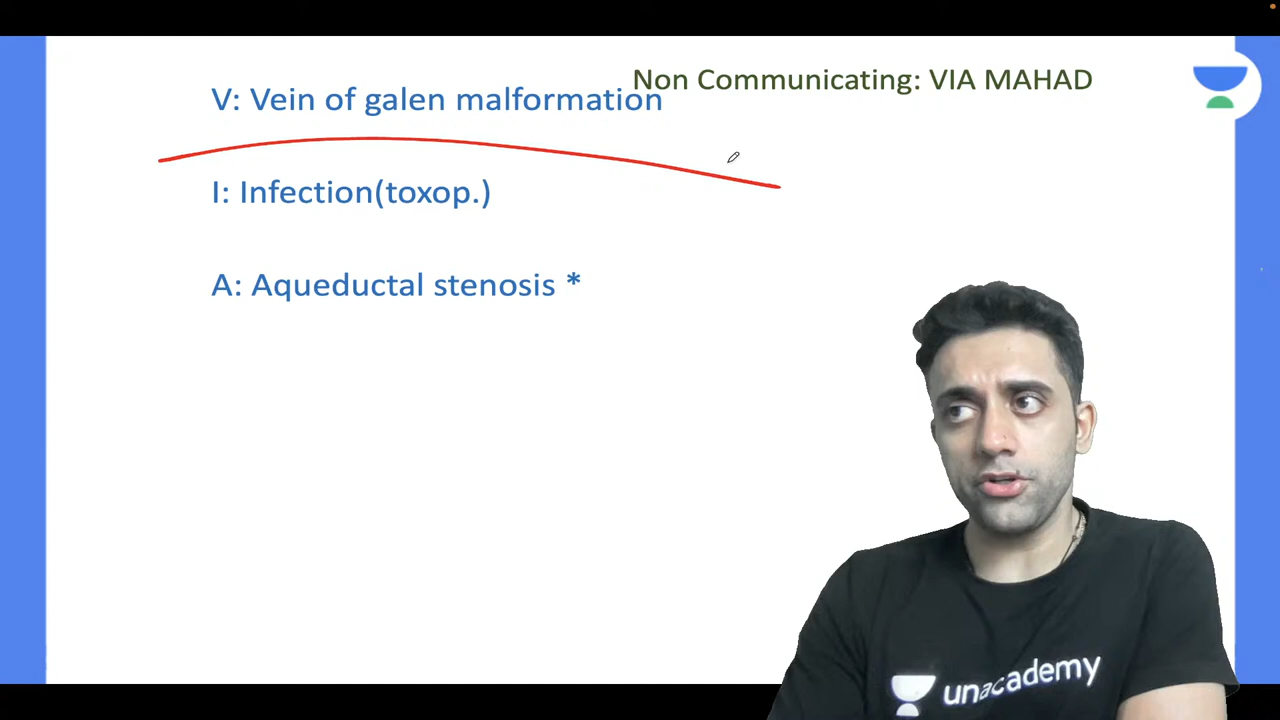 Non Communicating: VIA MAHAD
V: Vein of galen malformation
I: Infection(toxop.)
A: Aqueductal stenosis *
unacademy